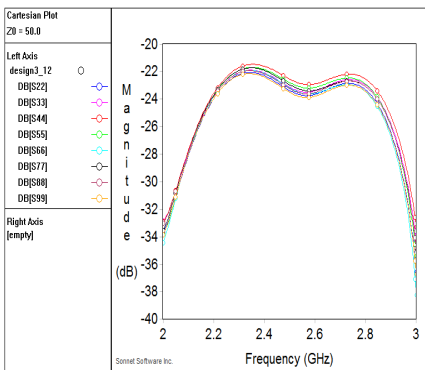 Cartesian Plot
Z0 = 50.0
Left Axis
design3_12
DB[S22]
DB[S33]
DB[S44]
DB[S55]
DB[S66]
DB[S77]
DB[S88]
DB[S99]
Right Axis
[empty]
Magnitude
(dB)
-20
-22
-24
-26
-28
-30
-32
-34
-36
-38
-40
2
2.2
2.4
2.6
2.8
3
Sonnet Software Inc.
Frequency (GHz)